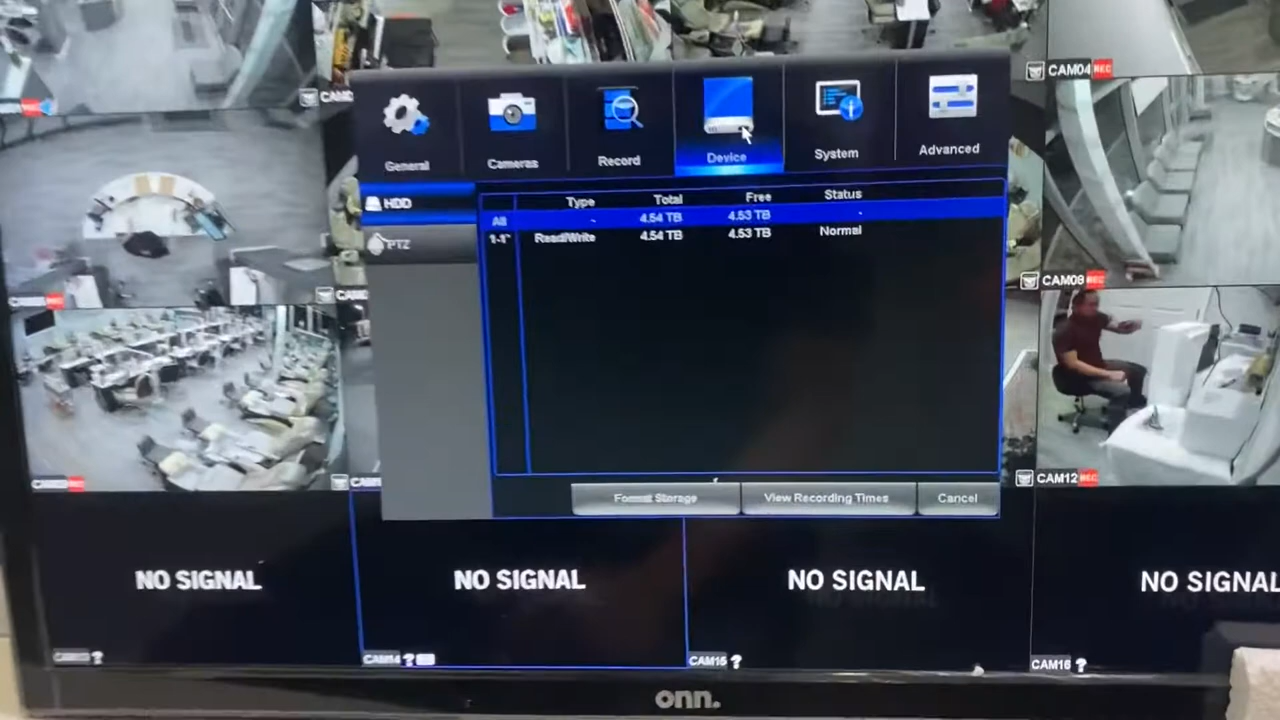 CAM04 REC
General Cameras Record Device System Advanced
HDD
PTZ
Type Total Free Status
All 4.54 TB 4.53 TB
1-1* Read/Write 4.54 TB 4.53 TB Normal
CAM08 REC
Format Storage View Recording Times Cancel
CAM12 REC
NO SIGNAL NO SIGNAL NO SIGNAL NO SIGNAL
CAM14 ? CAM15 ? CAM16 ?
onn.